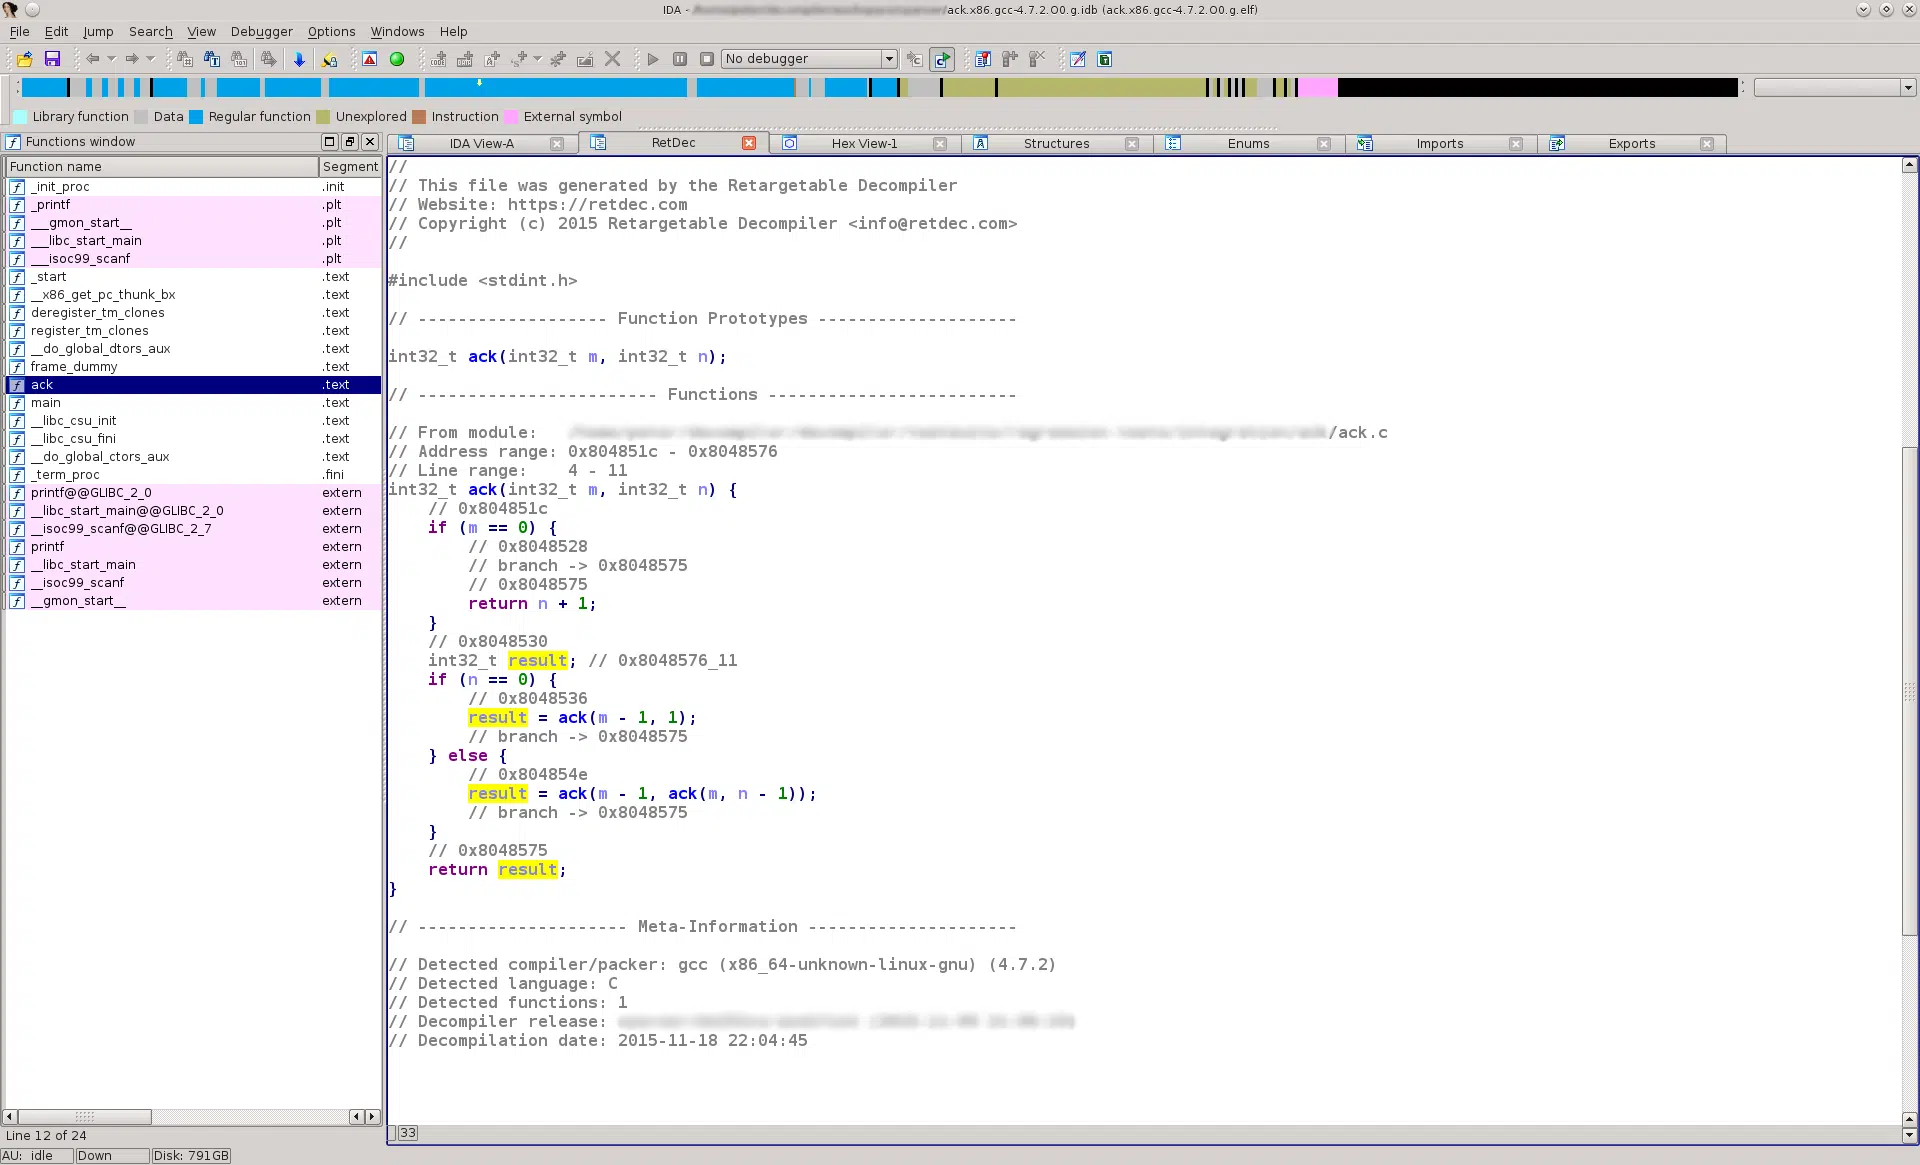 IDA - /ack.x86.gcc-4.7.2.O0.g.idb (ack.x86.gcc-4.7.2.O0.g.elf)
File Edit Jump Search View Debugger Options Windows Help
No debugger
Library function Data Regular function Unexplored Instruction External symbol
Functions window
IDA View-A RetDec Hex View-1 Structures Enums Imports Exports
Function name Segment
_init_proc .init
_printf .plt
___gmon_start__ .plt
___libc_start_main .plt
___isoc99_scanf .plt
_start .text
__x86_get_pc_thunk_bx .text
deregister_tm_clones .text
register_tm_clones .text
__do_global_dtors_aux .text
frame_dummy .text
ack .text
main .text
__libc_csu_init .text
__libc_csu_fini .text
__do_global_ctors_aux .text
_term_proc .fini
printf@@GLIBC_2_0 extern
__libc_start_main@@GLIBC_2_0 extern
__isoc99_scanf@@GLIBC_2_7 extern
printf extern
__libc_start_main extern
__isoc99_scanf extern
__gmon_start__ extern
Line 12 of 24
//
// This file was generated by the Retargetable Decompiler
// Website: https://retdec.com
// Copyright (c) 2015 Retargetable Decompiler <info@retdec.com>
//
#include <stdint.h>
// ------------------- Function Prototypes --------------------
int32_t ack(int32_t m, int32_t n);
// ------------------------ Functions -------------------------
// From module: /ack.c
// Address range: 0x804851c - 0x8048576
// Line range: 4 - 11
int32_t ack(int32_t m, int32_t n) {
// 0x804851c
if (m == 0) {
// 0x8048528
// branch -> 0x8048575
// 0x8048575
return n + 1;
}
// 0x8048530
int32_t result; // 0x8048576_11
if (n == 0) {
// 0x8048536
result = ack(m - 1, 1);
// branch -> 0x8048575
} else {
// 0x804854e
result = ack(m - 1, ack(m, n - 1));
// branch -> 0x8048575
}
// 0x8048575
return result;
}
// --------------------- Meta-Information ---------------------
// Detected compiler/packer: gcc (x86_64-unknown-linux-gnu) (4.7.2)
// Detected language: C
// Detected functions: 1
// Decompiler release:
// Decompilation date: 2015-11-18 22:04:45
33
AU: idle Down Disk: 791GB